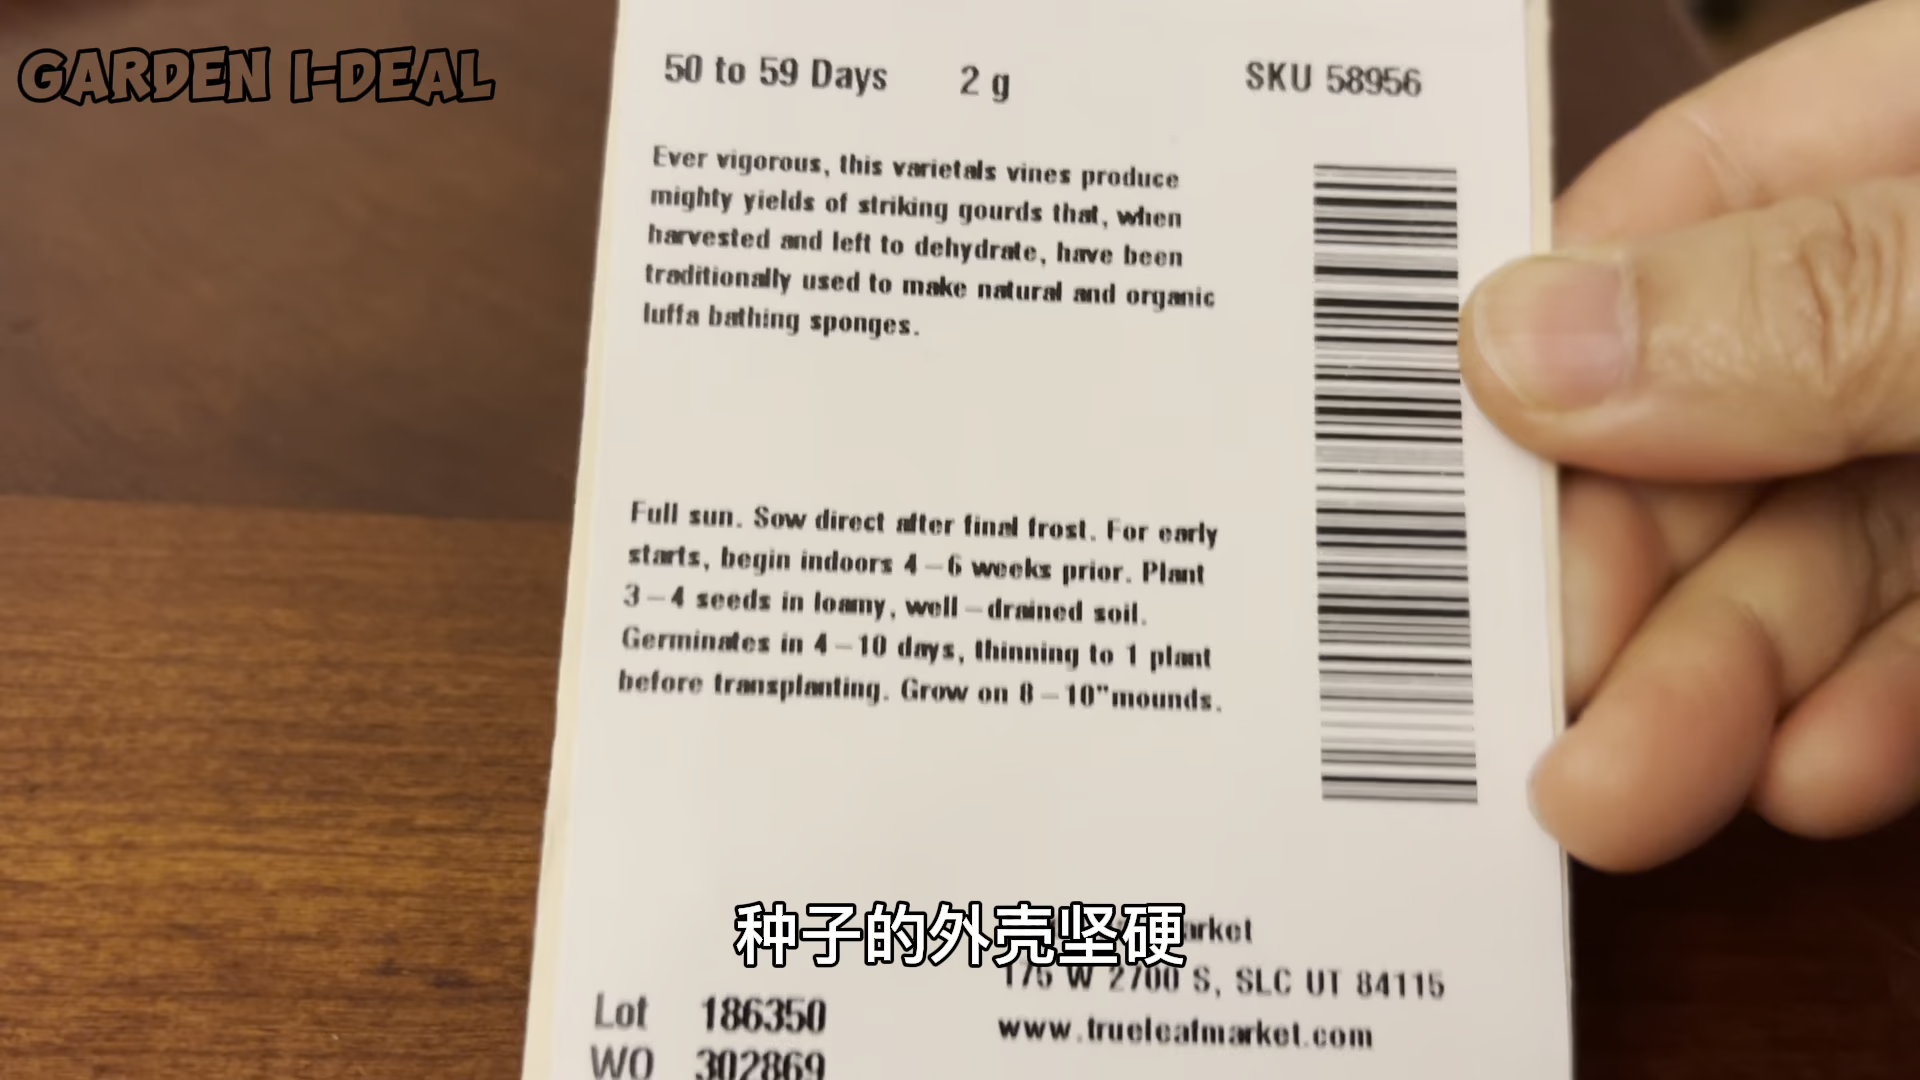 GARDEN I-DEAL
50 to 59 Days 2 g SKU 58956
Ever vigorous, this varietals vines produce
mighty yields of striking gourds that, when
harvested and left to dehydrate, have been
traditionally used to make natural and organic
luffa bathing sponges.
Full sun. Sow direct after final frost. For early
starts, begin indoors 4–6 weeks prior. Plant
3–4 seeds in loamy, well–drained soil.
Germinates in 4–10 days, thinning to 1 plant
before transplanting. Grow on 8–10"mounds.
种子的外壳坚硬
175 W 2700 S, SLC UT 84115
www.trueleafmarket.com
Lot 186350
WO 302869